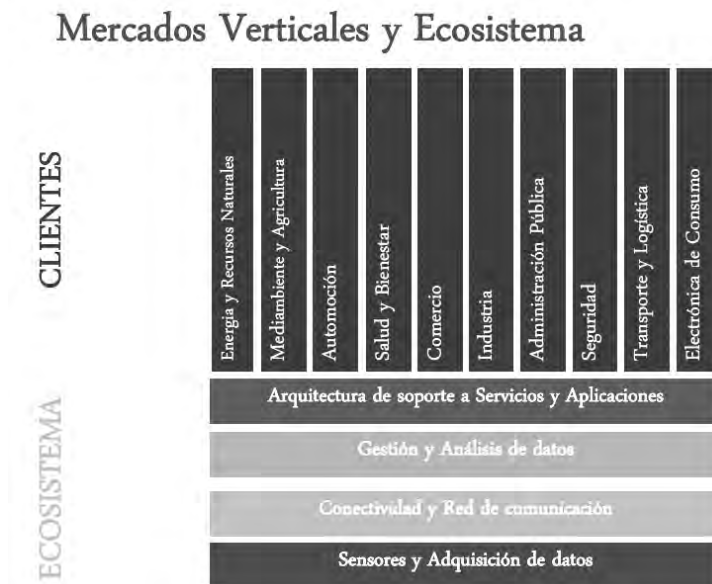 Mercados Verticales y Ecosistema
CLIENTES
Energia y Recursos Naturales
Mediambiente y Agricultura
Automoción
Salud y Bienestar
Comercio
Industria
Administración Pública
Seguridad
Transporte y Logística
Electrónica de Consumo
ECOSISTEMA
Arquitectura de soporte a Servicios y Aplicaciones
Gestión y Análisis de datos
Conectividad y Red de comunicación
Sensores y Adquisición de datos